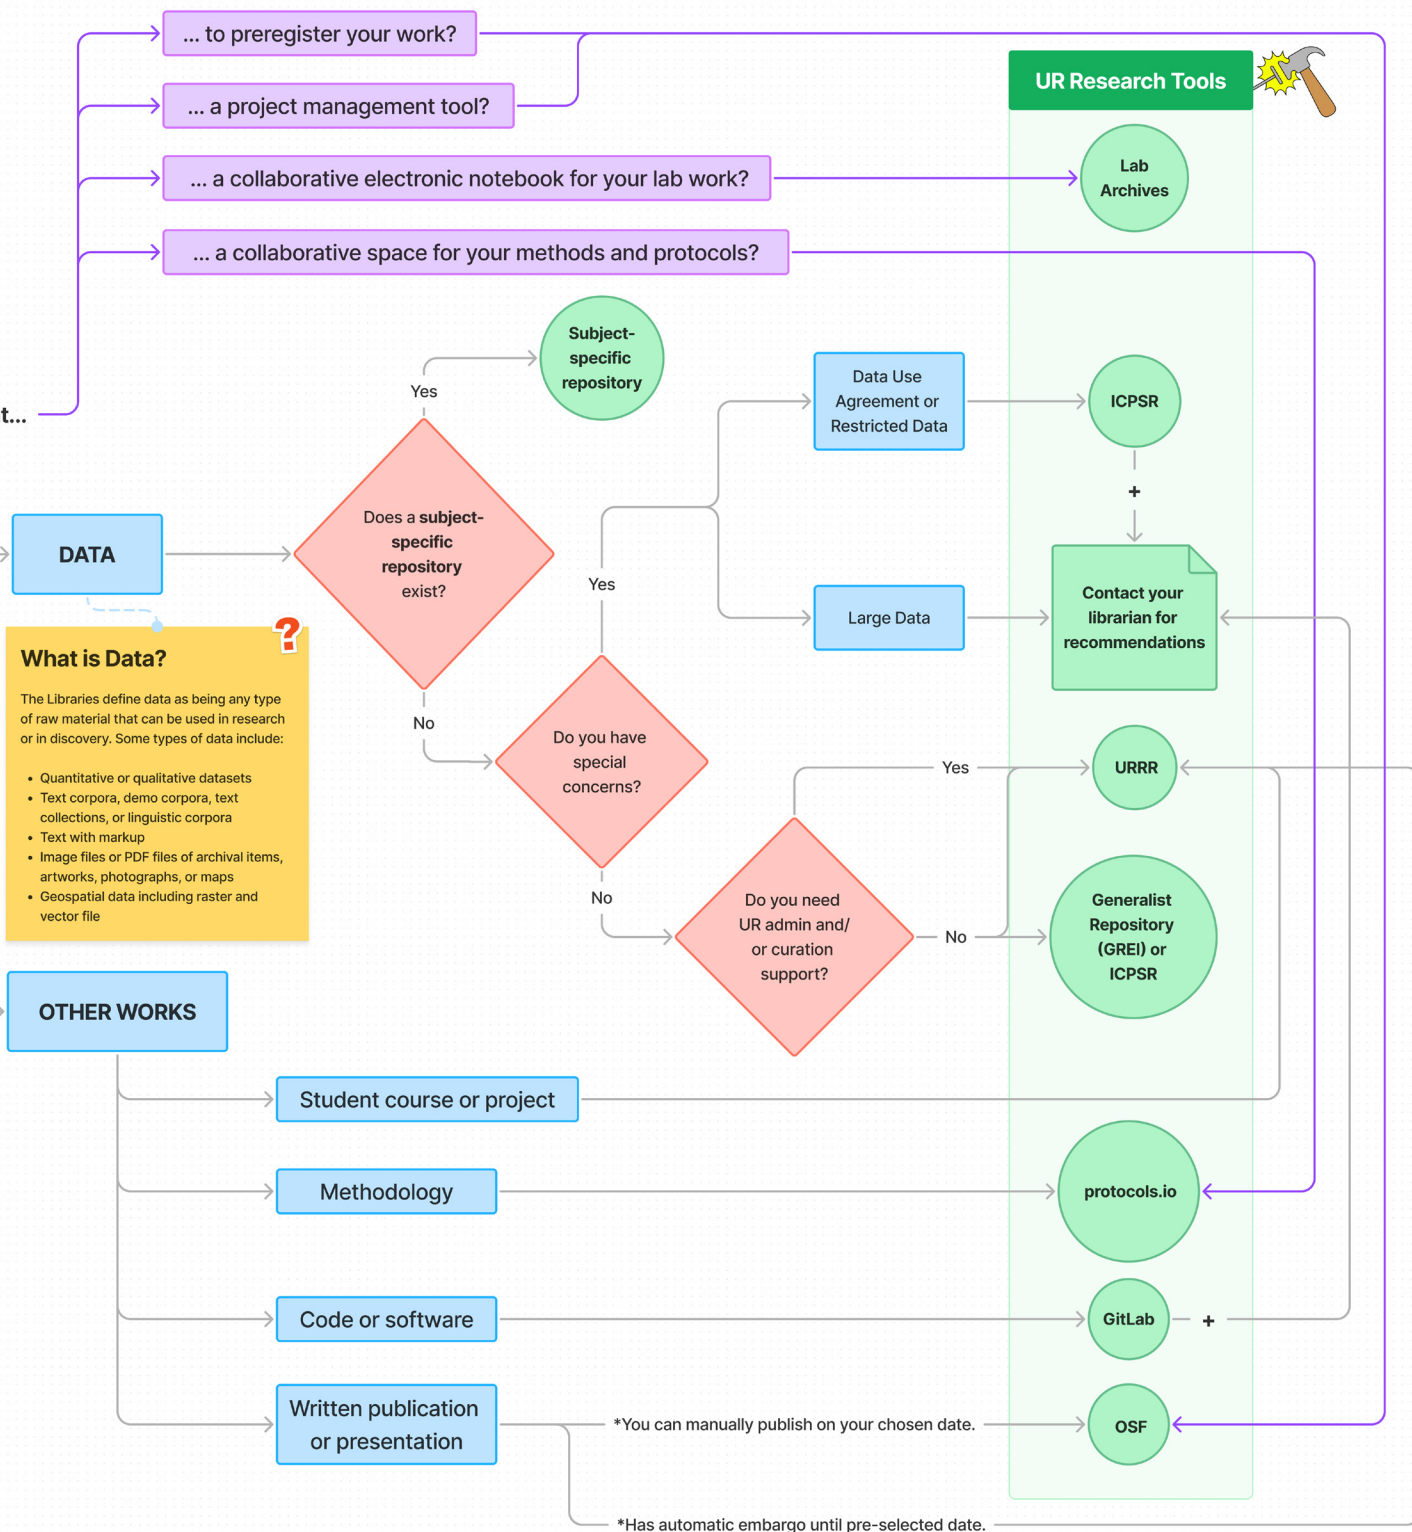 ... to preregister your work?
UR Research Tools
... a project management tool?
Lab
Archives
... a collaborative electronic notebook for your lab work?
... a collaborative space for your methods and protocols?
Subject-
specific
repository
Yes
Data Use
Agreement or
Restricted Data
ICPSR
t...
+
Does a subject-
specific
repository
exist?
DATA
Yes
Contact your
librarian for
recommendations
Large Data
?
What is Data?
The Libraries define data as being any type
of raw material that can be used in research
or in discovery. Some types of data include:
• Quantitative or qualitative datasets
• Text corpora, demo corpora, text
collections, or linguistic corpora
• Text with markup
• Image files or PDF files of archival items,
artworks, photographs, or maps
• Geospatial data including raster and
vector file
No
Do you have
special
concerns?
Yes
URRR
No
Do you need
UR admin and/
or curation
support?
No
Generalist
Repository
(GREI) or
ICPSR
OTHER WORKS
Student course or project
Methodology
protocols.io
Code or software
GitLab
+
Written publication
or presentation
*You can manually publish on your chosen date.
OSF
*Has automatic embargo until pre-selected date.